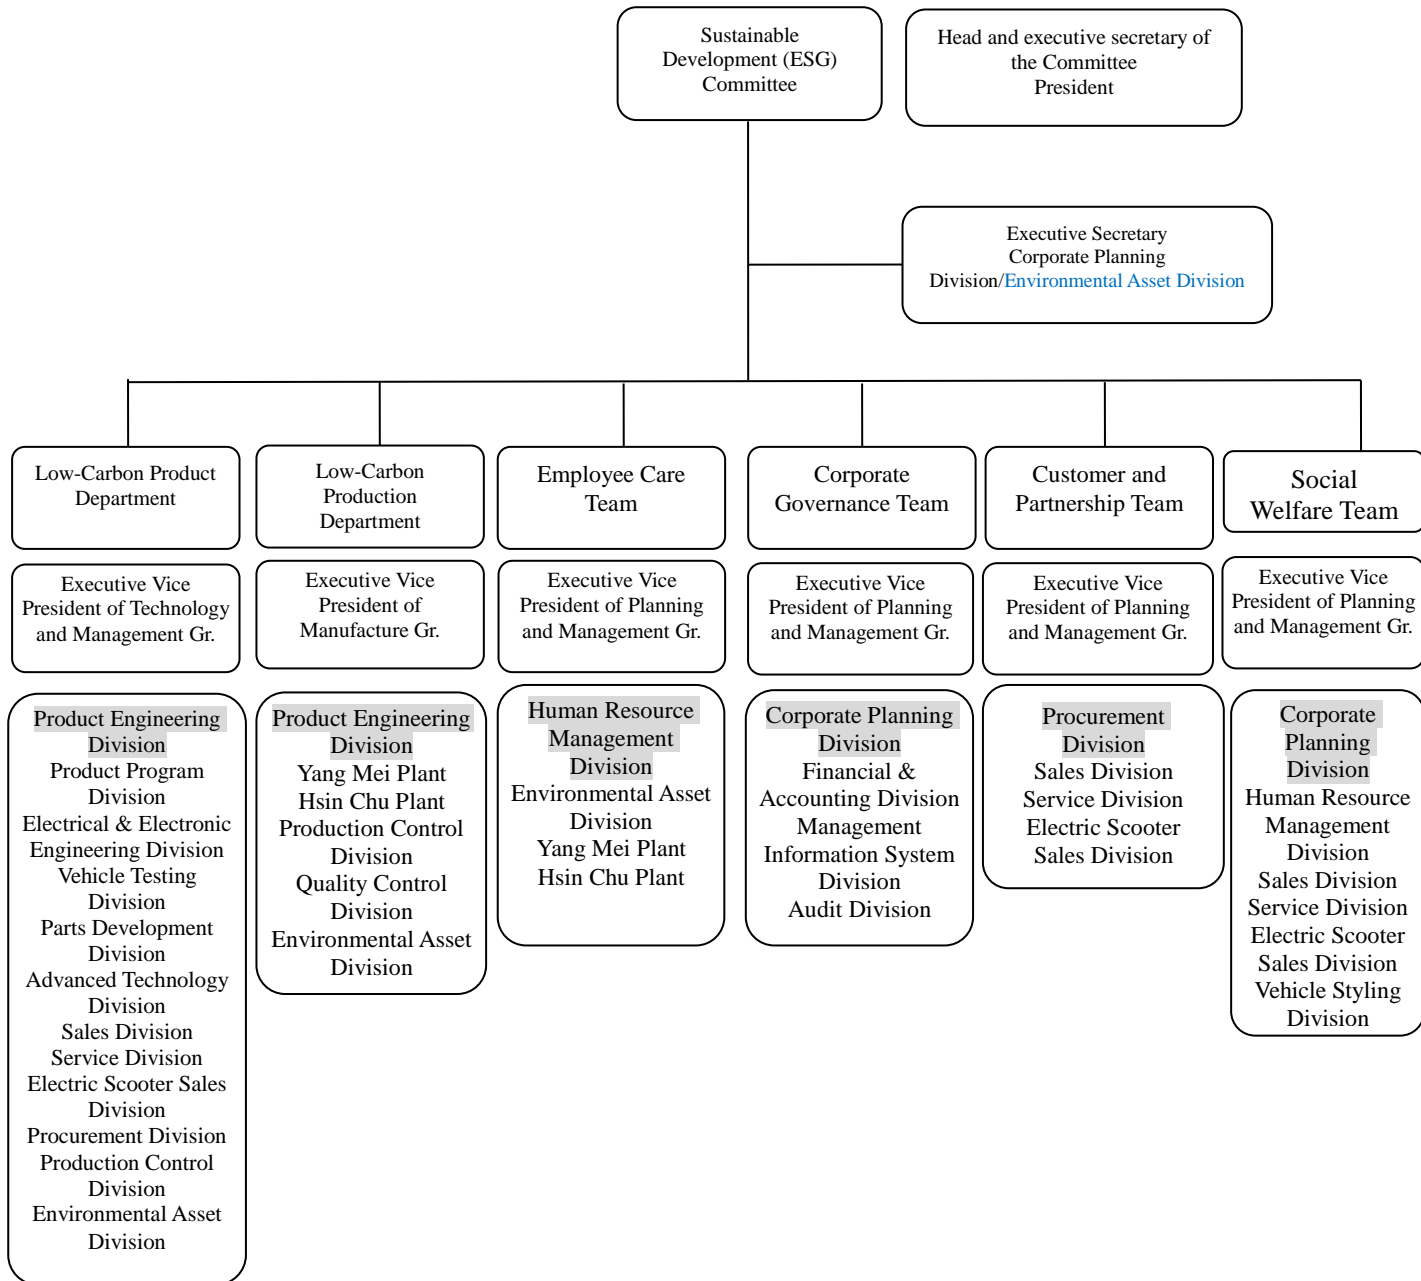 Sustainable
Development (ESG)
Committee
Head and executive secretary of
the Committee
President
Executive Secretary
Corporate Planning
Division/Environmental Asset Division
Low-Carbon Product
Department
Low-Carbon
Production
Department
Employee Care
Team
Corporate
Governance Team
Customer and
Partnership Team
Social
Welfare Team
Executive Vice
President of Technology
and Management Gr.
Executive Vice
President of
Manufacture Gr.
Executive Vice
President of Planning
and Management Gr.
Executive Vice
President of Planning
and Management Gr.
Executive Vice
President of Planning
and Management Gr.
Executive Vice
President of Planning
and Management Gr.
Product Engineering
Division
Product Program
Division
Electrical & Electronic
Engineering Division
Vehicle Testing
Division
Parts Development
Division
Advanced Technology
Division
Sales Division
Service Division
Electric Scooter Sales
Division
Procurement Division
Production Control
Division
Environmental Asset
Division
Product Engineering
Division
Yang Mei Plant
Hsin Chu Plant
Production Control
Division
Quality Control
Division
Environmental Asset
Division
Human Resource
Management
Division
Environmental Asset
Division
Yang Mei Plant
Hsin Chu Plant
Corporate Planning
Division
Financial &
Accounting Division
Management
Information System
Division
Audit Division
Procurement
Division
Sales Division
Service Division
Electric Scooter
Sales Division
Corporate
Planning
Division
Human Resource
Management
Division
Sales Division
Service Division
Electric Scooter
Sales Division
Vehicle Styling
Division